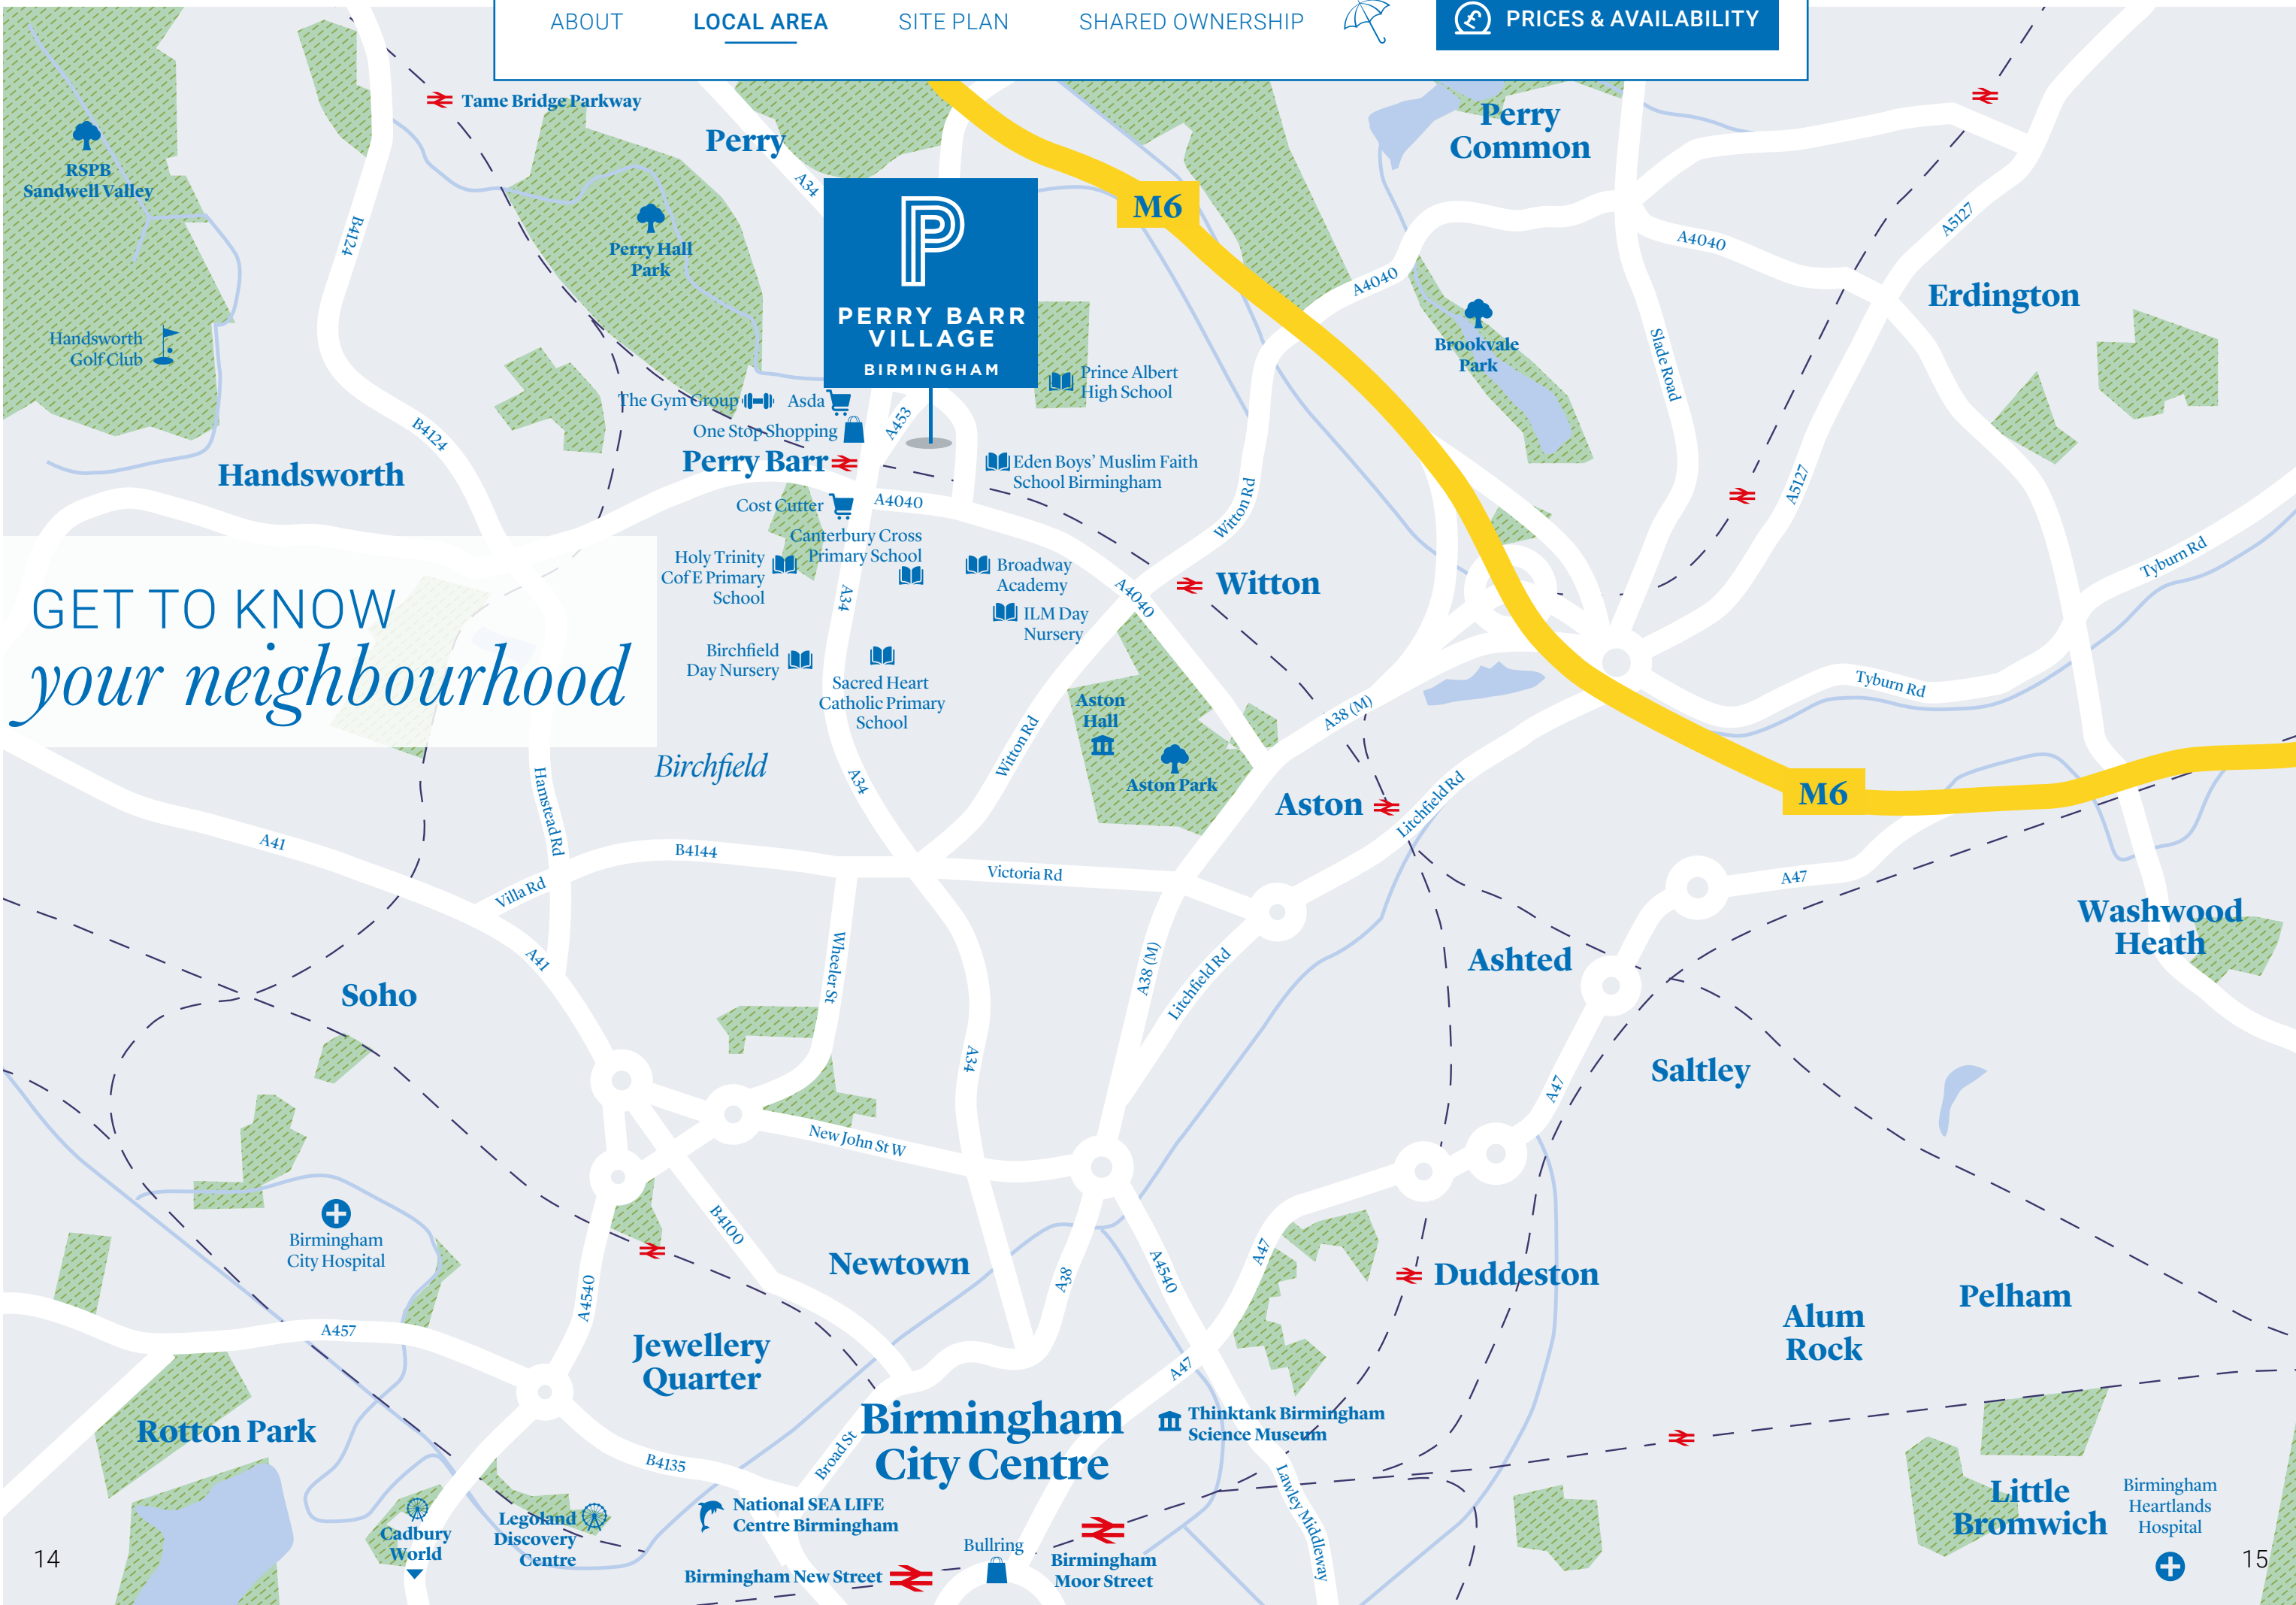 ABOUT
LOCAL AREA
SITE PLAN
SHARED OWNERSHIP
£
PRICES & AVAILABILITY
Tame Bridge Parkway
Perry
Perry
Common
RSPB
Sandwell Valley
A34
M6
B4124
Perry Hall
Park
PERRY BARR
VILLAGE
BIRMINGHAM
A4040
A4040
A5127
Erdington
Handsworth
Golf Club
Brookvale
Park
Slade Road
Prince Albert
High School
The Gym Group
Asda
One Stop Shopping
A453
B4124
Handsworth
Perry Barr
Eden Boys' Muslim Faith
School Birmingham
Witton Rd
A5127
Cost Cutter
A4040
Canterbury Cross
Primary School
Holy Trinity
Cof E Primary
School
Broadway
Academy
A4040
Witton
Tyburn Rd
GET TO KNOW
your neighbourhood
A34
ILM Day
Nursery
Birchfield
Day Nursery
Sacred Heart
Catholic Primary
School
Aston
Hall
A38 (M)
Tyburn Rd
Witton Rd
Birchfield
A34
Aston Park
Aston
Litchfield Rd
M6
A41
Hamstead Rd
B4144
Victoria Rd
A47
Villa Rd
Washwood
Heath
A41
Wheeler St
A38 (M)
Litchfield Rd
Ashted
Soho
A34
Saltley
A47
New John St W
Birmingham
City Hospital
B4100
Newtown
A38
A4540
A47
Duddeston
A4540
A457
Pelham
Alum
Rock
Jewellery
Quarter
A47
Rotton Park
Birmingham
City Centre
Thinktank Birmingham
Science Museum
B4135
Broad St
Lawley Middleway
Little
Bromwich
Birmingham
Heartlands
Hospital
Cadbury
World
Legoland
Discovery
Centre
National SEA LIFE
Centre Birmingham
Bullring
Birmingham
Moor Street
Birmingham New Street
14
15